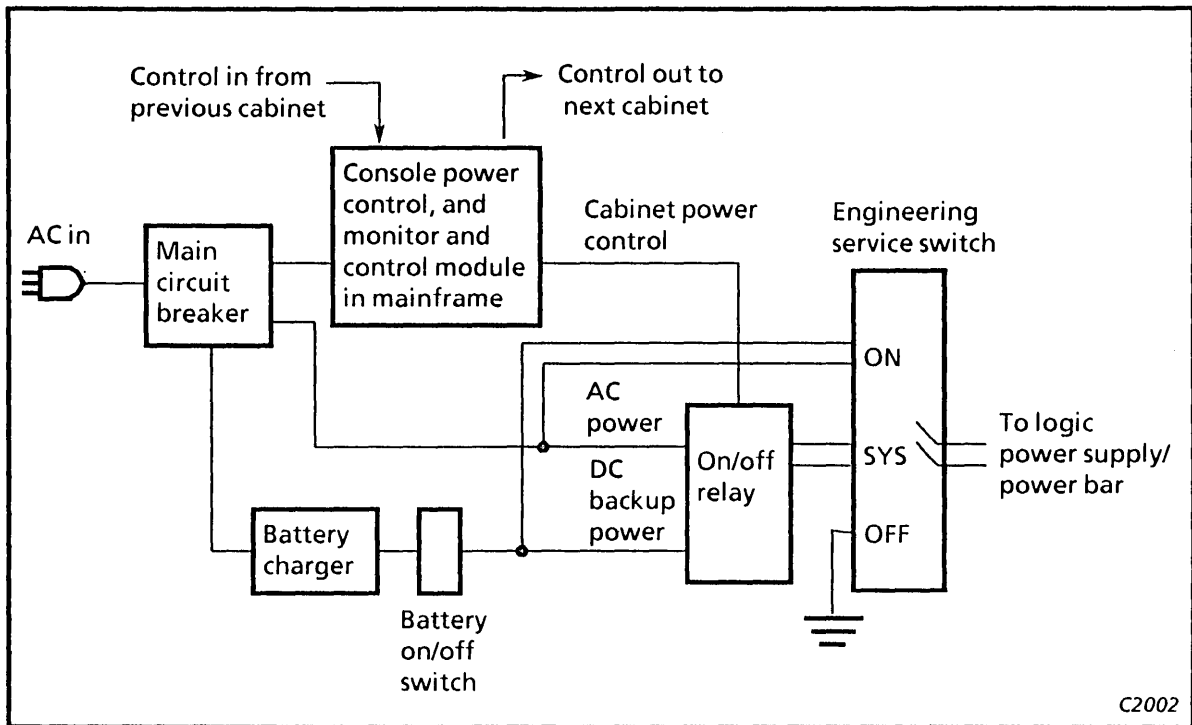 Control in from
previous cabinet
Control out to
next cabinet
Console power
control, and
monitor and
control module
in mainframe
Cabinet power
control
Engineering
service switch
AC in
Main
circuit
breaker
ON
AC
power
DC
backup
power
On/off
relay
SYS
OFF
To logic
power supply/
power bar
Battery
charger
Battery
on/off
switch
C2002